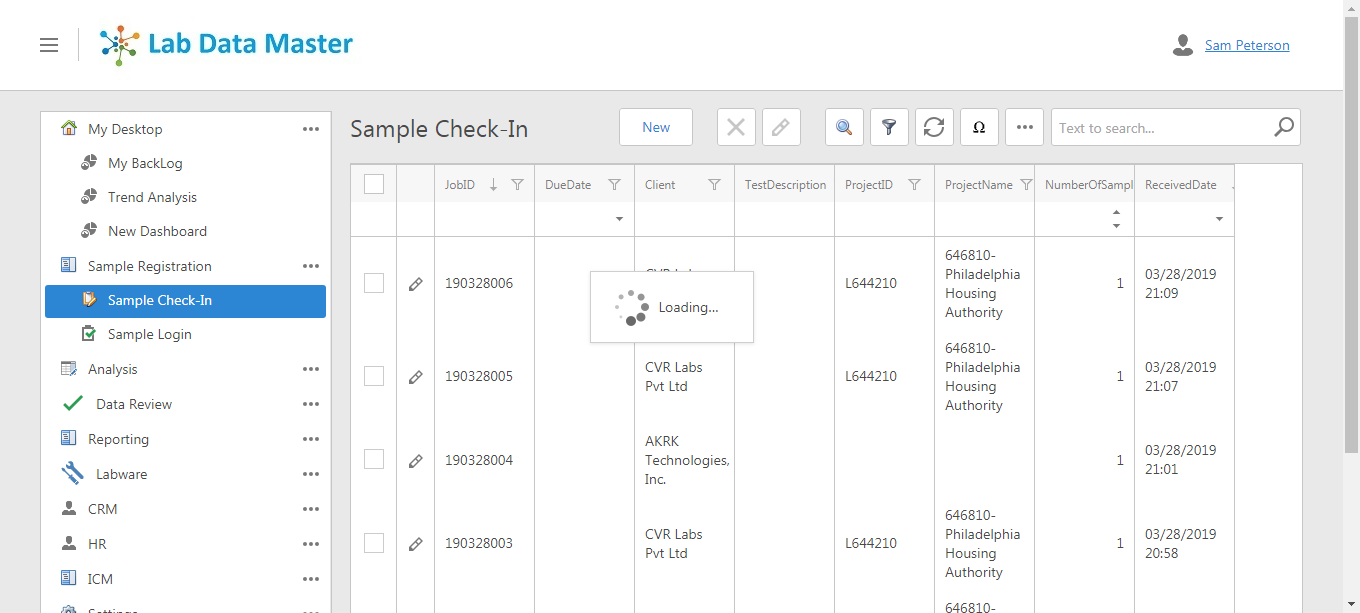 Lab Data Master
Sam Peterson
My Desktop
My BackLog
Trend Analysis
New Dashboard
Sample Registration
Sample Check-In
Sample Login
Analysis
Data Review
Reporting
Labware
CRM
HR
ICM
Settings
Sample Check-In
New
Ω
Text to search...
JobID DueDate Client TestDescription ProjectID ProjectName NumberOfSampl ReceivedDate
190328006 L644210 646810-
Philadelphia
Housing
Authority 1 03/28/2019
21:09
Loading...
190328005 CVR Labs
Pvt Ltd L644210 646810-
Philadelphia
Housing
Authority 1 03/28/2019
21:07
190328004 AKRK
Technologies,
Inc. 1 03/28/2019
21:01
190328003 CVR Labs
Pvt Ltd L644210 646810-
Philadelphia
Housing
Authority 1 03/28/2019
20:58
646810-